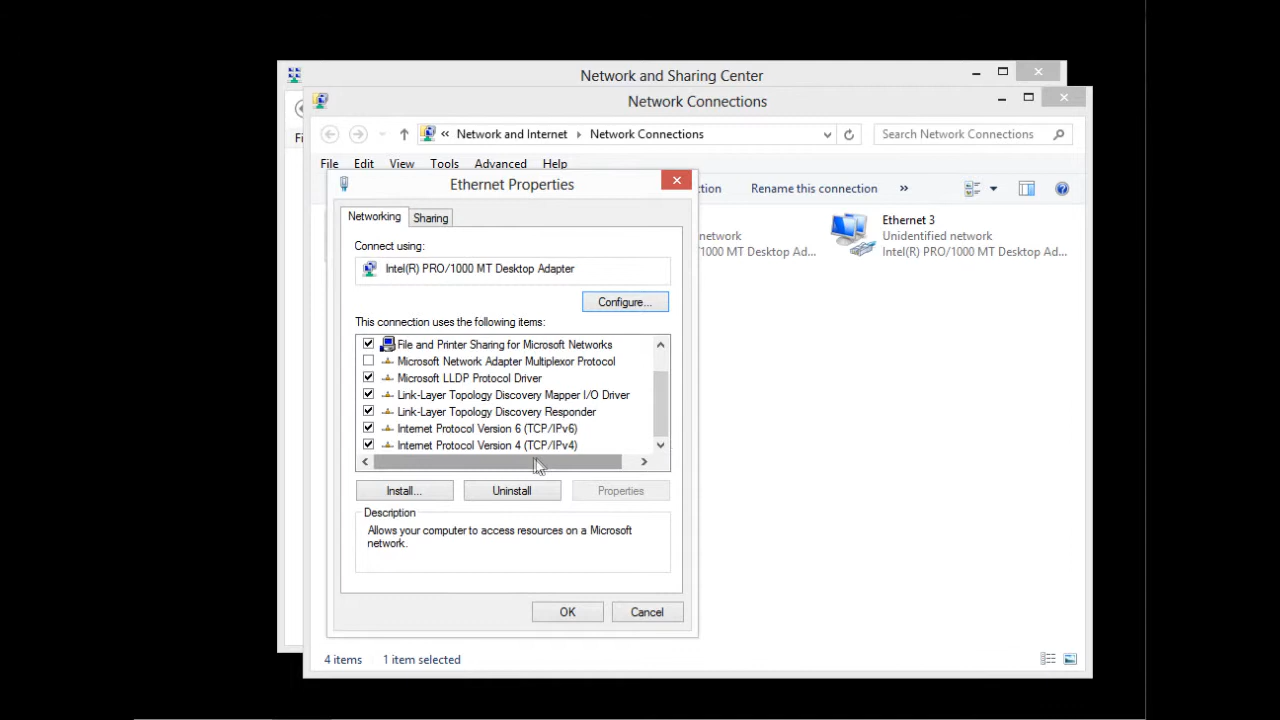 Network and Sharing Center
Network Connections
Fi
« Network and Internet Network Connections
Search Network Connections
File Edit View Tools Advanced Help
Ethernet Properties
ction Rename this connection »
Networking Sharing
Ethernet 3
network
Unidentified network
/1000 MT Desktop Ad...
Intel(R) PRO/1000 MT Desktop Ad...
Connect using:
Intel(R) PRO/1000 MT Desktop Adapter
Configure...
This connection uses the following items:
File and Printer Sharing for Microsoft Networks
Microsoft Network Adapter Multiplexor Protocol
Microsoft LLDP Protocol Driver
Link-Layer Topology Discovery Mapper I/O Driver
Link-Layer Topology Discovery Responder
Internet Protocol Version 6 (TCP/IPv6)
Internet Protocol Version 4 (TCP/IPv4)
Install... Uninstall Properties
Description
Allows your computer to access resources on a Microsoft
network.
OK Cancel
4 items 1 item selected